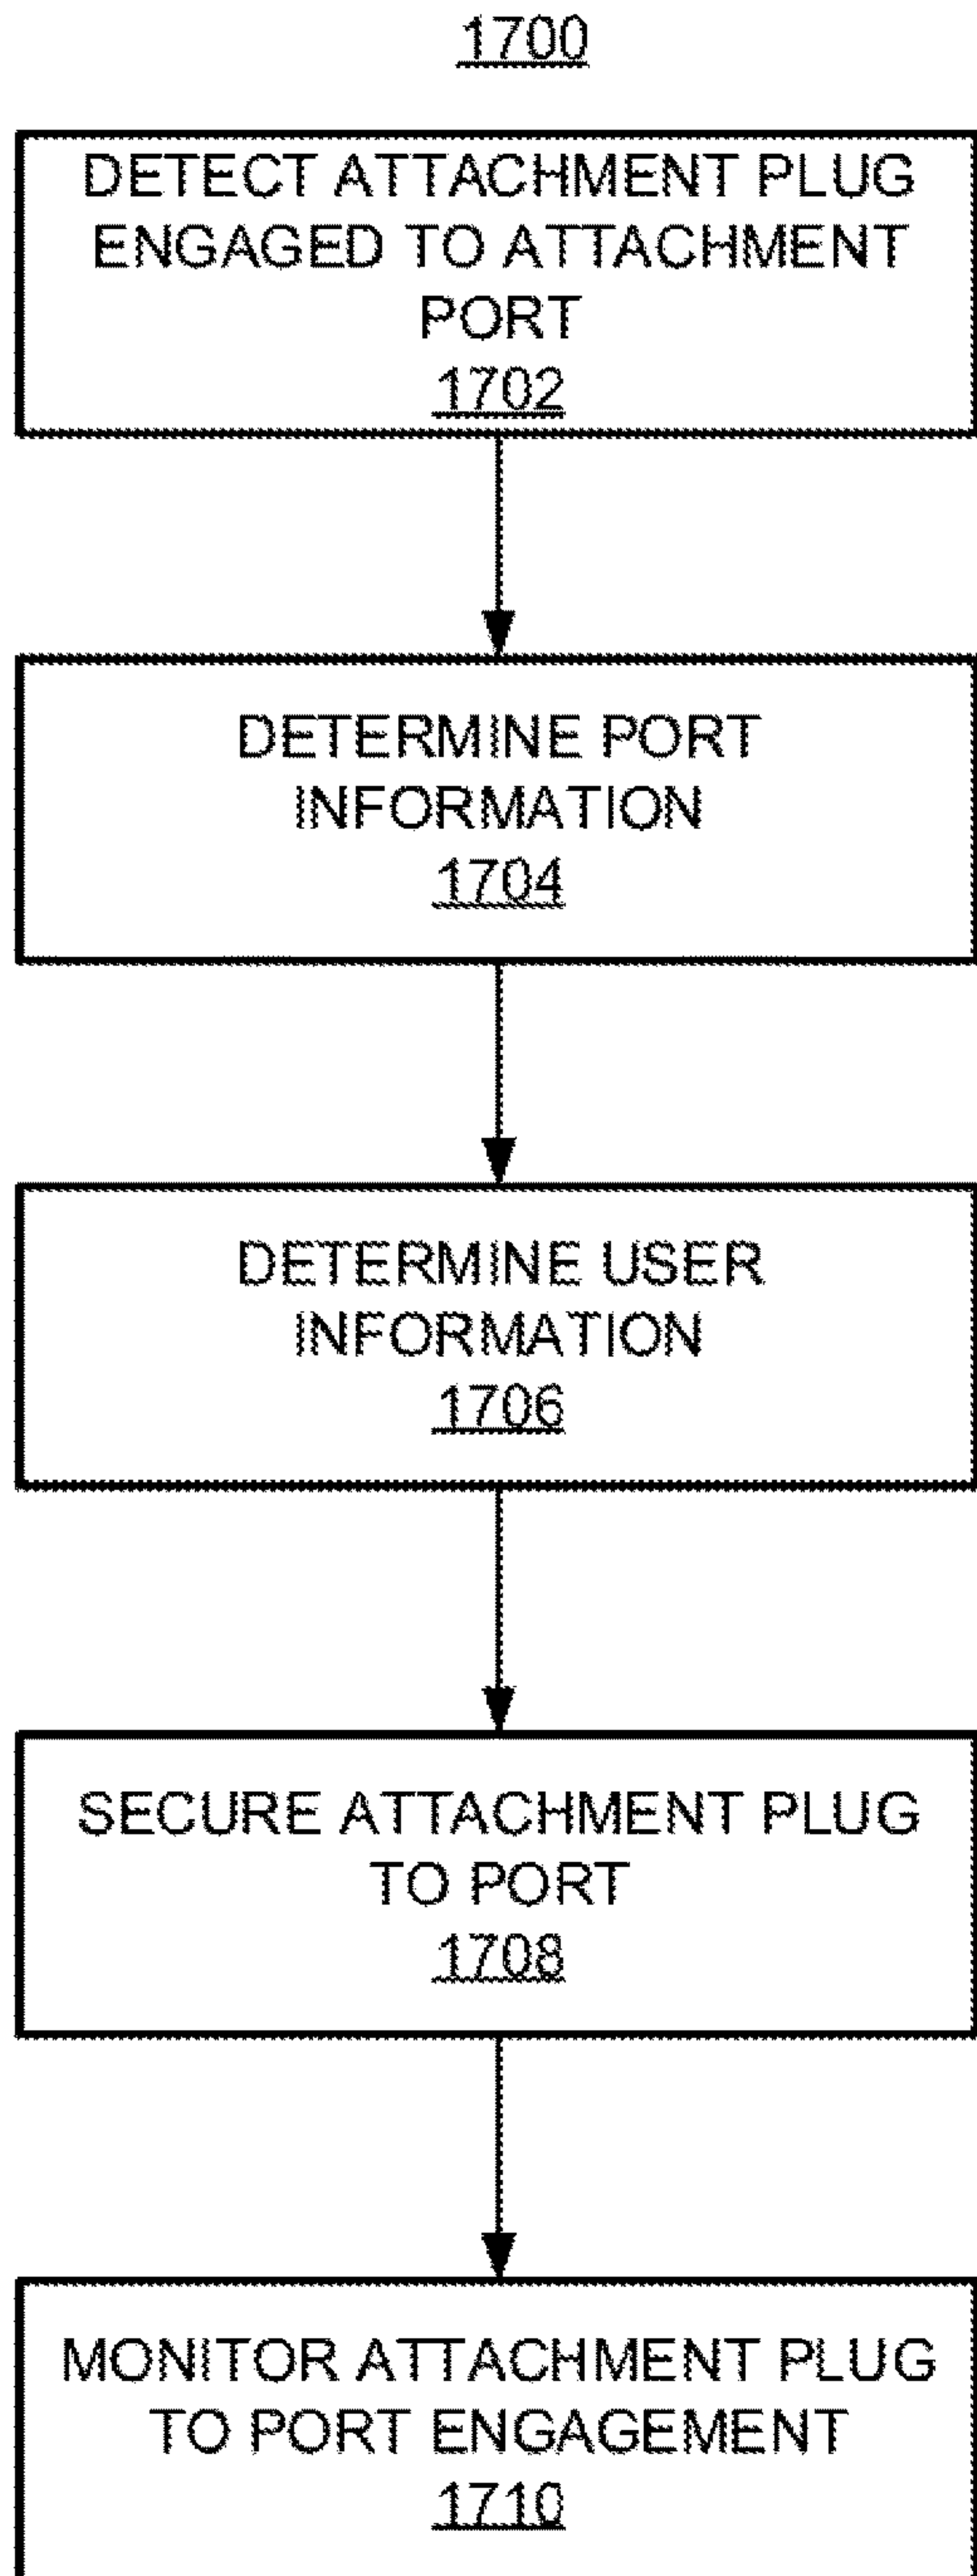 1700
DETECT ATTACHMENT PLUG
ENGAGED TO ATTACHMENT
PORT
1702
DETERMINE PORT
INFORMATION
1704
DETERMINE USER
INFORMATION
1706
SECURE ATTACHMENT PLUG
TO PORT
1708
MONITOR ATTACHMENT PLUG
TO PORT ENGAGEMENT
1710